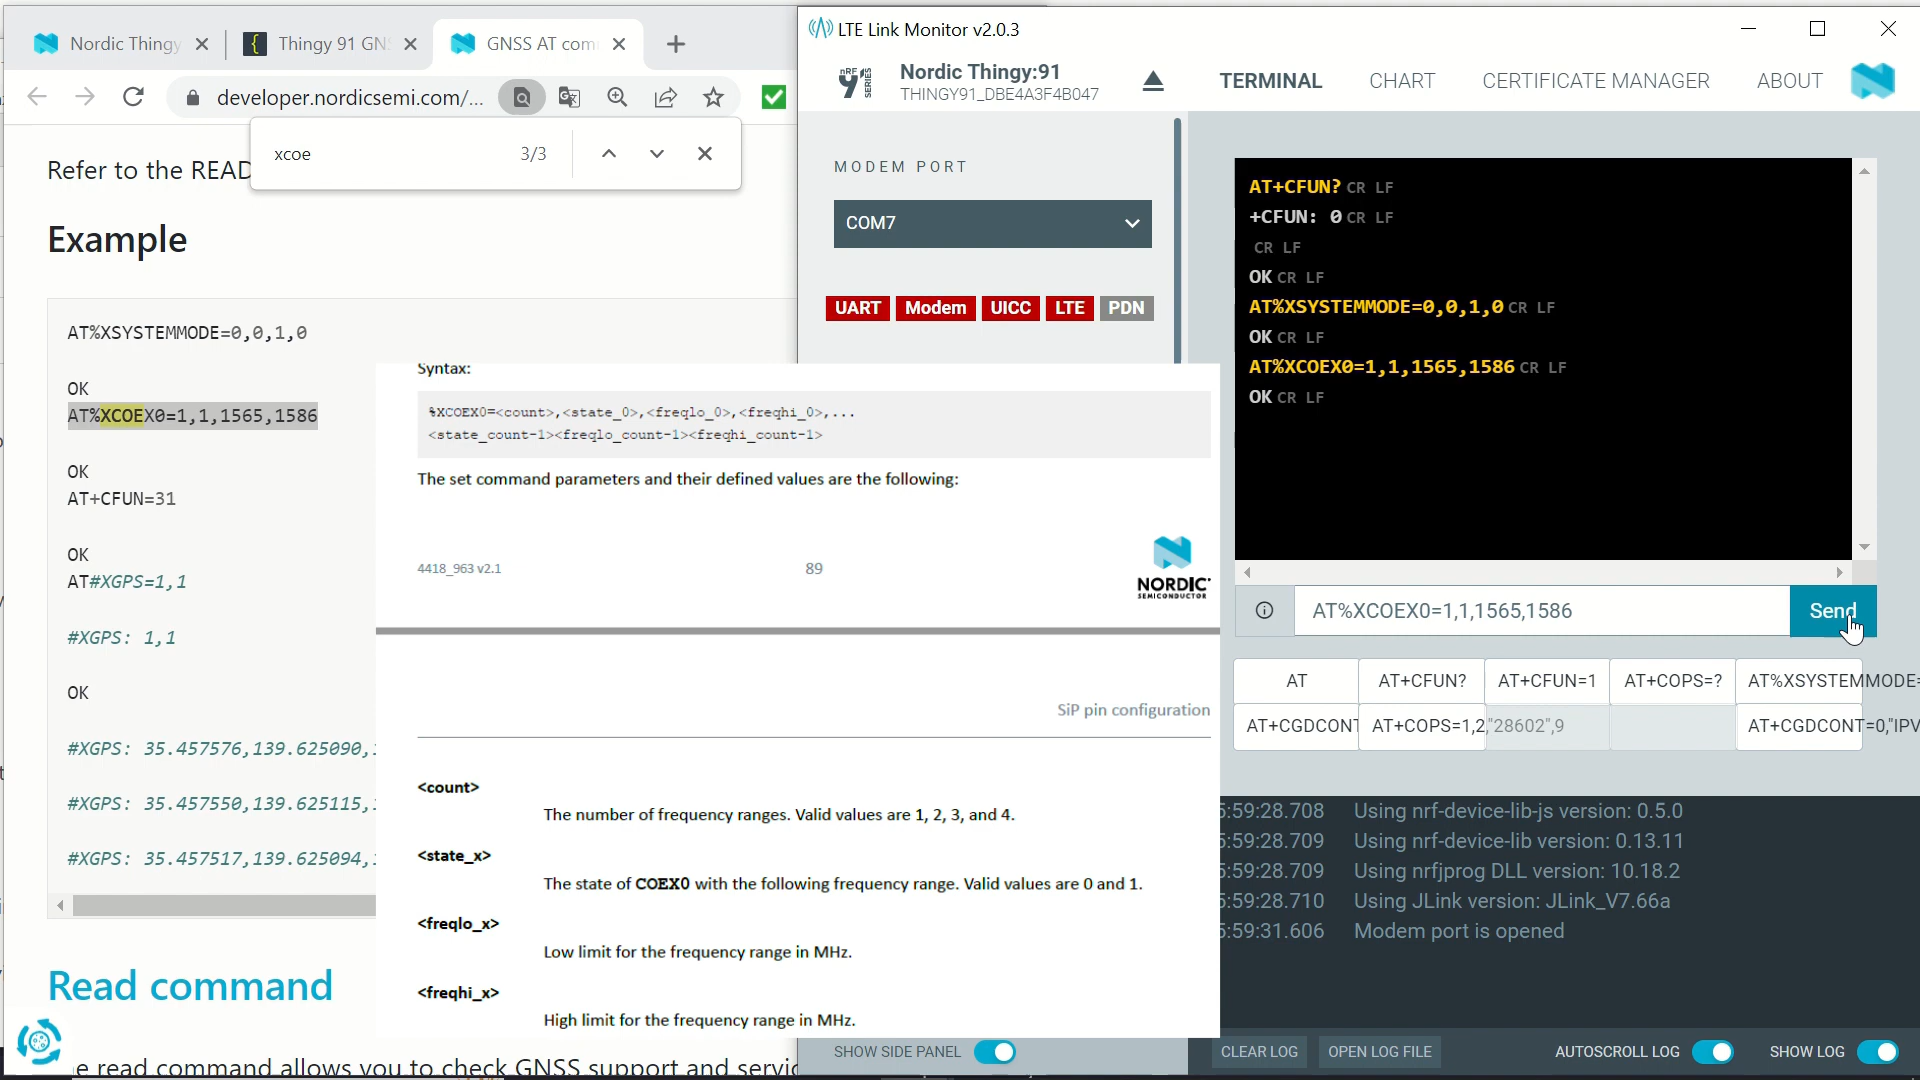 Nordic Thingy
Thingy 91 GNS
GNSS AT com
developer.nordicsemi.com/...
xcoe
3/3
Refer to the READ
Example
AT%XSYSTEMMODE=0,0,1,0
OK
AT%XCOEX0=1,1,1565,1586
OK
AT+CFUN=31
OK
AT#XGPS=1,1
#XGPS: 1,1
OK
#XGPS: 35.457576,139.625090,
#XGPS: 35.457550,139.625115,
#XGPS: 35.457517,139.625094,
Read command
e read command allows you to check GNSS support and servic
Syntax:
%XCOEX0=<count>,<state_0>,<freqlo_0>,<freqhi_0>,...
<state_count-1><freqlo_count-1><freqhi_count-1>
The set command parameters and their defined values are the following:
4418_963 v2.1
89
NORDIC
SEMICONDUCTOR
SiP pin configuration
<count>
The number of frequency ranges. Valid values are 1, 2, 3, and 4.
<state_x>
The state of COEX0 with the following frequency range. Valid values are 0 and 1.
<freqlo_x>
Low limit for the frequency range in MHz.
<freqhi_x>
High limit for the frequency range in MHz.
LTE Link Monitor v2.0.3
nRF 91 SERIES
Nordic Thingy:91
THINGY91_DBE4A3F4B047
TERMINAL
CHART
CERTIFICATE MANAGER
ABOUT
MODEM PORT
COM7
UART
Modem
UICC
LTE
PDN
AT+CFUN? CR LF
+CFUN: 0 CR LF
CR LF
OK CR LF
AT%XSYSTEMMODE=0,0,1,0 CR LF
OK CR LF
AT%XCOEX0=1,1,1565,1586 CR LF
OK CR LF
AT%XCOEX0=1,1,1565,1586
Send
AT
AT+CFUN?
AT+CFUN=1
AT+COPS=?
AT%XSYSTEMMODE=
AT+CGDCONT
AT+COPS=1,2,"28602",9
AT+CGDCONT=0,"IPV
5:59:28.708 Using nrf-device-lib-js version: 0.5.0
5:59:28.709 Using nrf-device-lib version: 0.13.11
5:59:28.709 Using nrfjprog DLL version: 10.18.2
5:59:28.710 Using JLink version: JLink_V7.66a
5:59:31.606 Modem port is opened
SHOW SIDE PANEL
CLEAR LOG
OPEN LOG FILE
AUTOSCROLL LOG
SHOW LOG